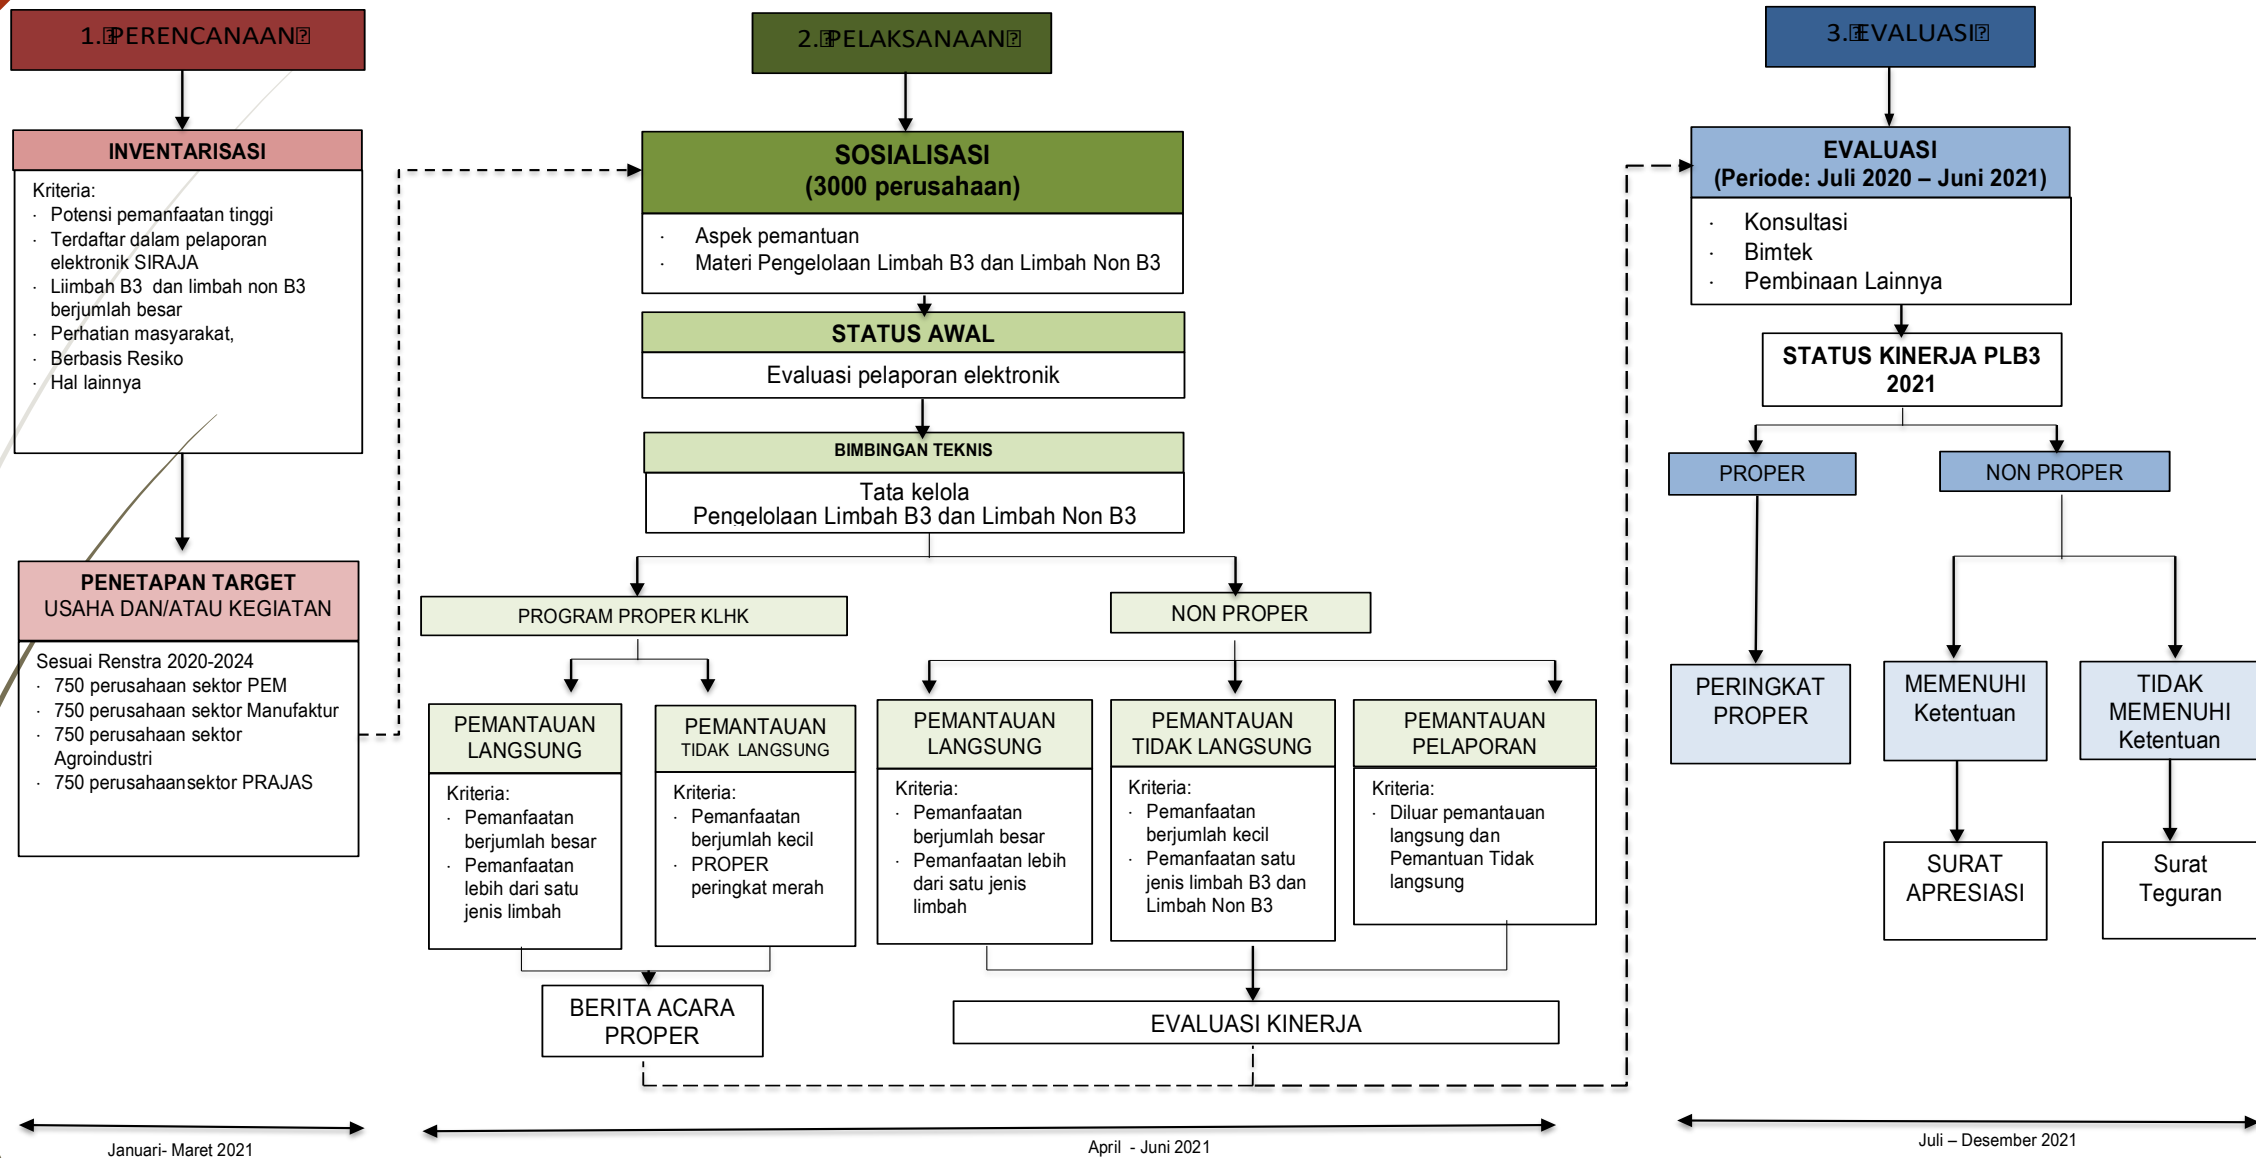 1. PERENCANAAN
INVENTARISASI
Kriteria:
· Potensi pemanfaatan tinggi
· Terdaftar dalam pelaporan
elektronik SIRAJA
· Liimbah B3 dan limbah non B3
berjumlah besar
· Perhatian masyarakat,
· Berbasis Resiko
· Hal lainnya
PENETAPAN TARGET
USAHA DAN/ATAU KEGIATAN
Sesuai Renstra 2020-2024
· 750 perusahaan sektor PEM
· 750 perusahaan sektor Manufaktur
· 750 perusahaan sektor
Agroindustri
· 750 perusahaansektor PRAJAS
Januari- Maret 2021
2. PELAKSANAAN
SOSIALISASI
(3000 perusahaan)
· Aspek pemantuan
· Materi Pengelolaan Limbah B3 dan Limbah Non B3
STATUS AWAL
Evaluasi pelaporan elektronik
BIMBINGAN TEKNIS
Tata kelola
Pengelolaan Limbah B3 dan Limbah Non B3
PROGRAM PROPER KLHK
NON PROPER
PEMANTAUAN
LANGSUNG
Kriteria:
· Pemanfaatan
berjumlah besar
· Pemanfaatan
lebih dari satu
jenis limbah
PEMANTAUAN
TIDAK LANGSUNG
Kriteria:
· Pemanfaatan
berjumlah kecil
· PROPER
peringkat merah
PEMANTAUAN
LANGSUNG
Kriteria:
· Pemanfaatan
berjumlah besar
· Pemanfaatan lebih
dari satu jenis
limbah
PEMANTAUAN
TIDAK LANGSUNG
Kriteria:
· Pemanfaatan
berjumlah kecil
· Pemanfaatan satu
jenis limbah B3 dan
Limbah Non B3
PEMANTAUAN
PELAPORAN
Kriteria:
· Diluar pemantauan
langsung dan
Pemantuan Tidak
langsung
BERITA ACARA
PROPER
EVALUASI KINERJA
April - Juni 2021
3. EVALUASI
EVALUASI
(Periode: Juli 2020 – Juni 2021)
· Konsultasi
· Bimtek
· Pembinaan Lainnya
STATUS KINERJA PLB3
2021
PROPER
NON PROPER
PERINGKAT
PROPER
MEMENUHI
Ketentuan
TIDAK
MEMENUHI
Ketentuan
SURAT
APRESIASI
Surat
Teguran
Juli – Desember 2021